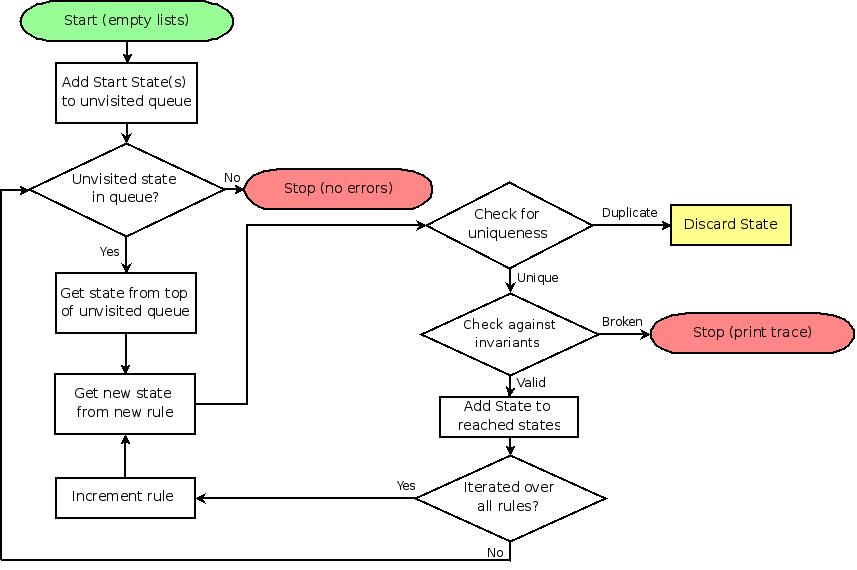 Start (empty lists)
Add Start State(s)
to unvisited queue
Unvisited state
in queue?
No
Stop (no errors)
Yes
Get state from top
of unvisited queue
Get new state
from new rule
Increment rule
Check for
uniqueness
Duplicate
Discard State
Unique
Check against
invariants
Broken
Stop (print trace)
Valid
Add State to
reached states
Iterated over
all rules?
Yes
No